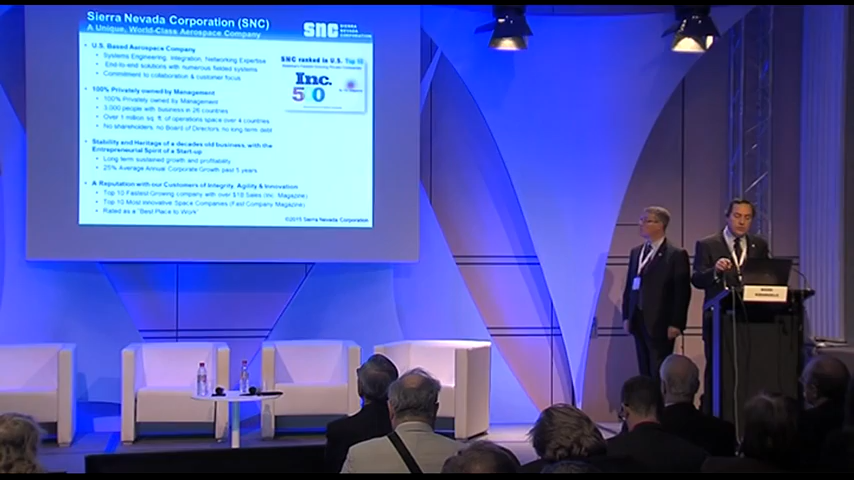 Sierra Nevada Corporation (SNC)
A Unique, World-Class Aerospace Company
snc SIERRA NEVADA CORPORATION
• U.S. Based Aerospace Company
• Systems Engineering, Integration, Networking Expertise
• End-to-end solutions with numerous fielded systems
• Commitment to collaboration & customer focus
SNC ranked in U.S. Top 10
Inc.
500
• 100% Privately owned by Management
• 100% Privately owned by Management
• 3,000 people with business in 26 countries
• Over 1 million sq. ft. of operations space over 4 countries
• No shareholders, no Board of Directors, no long term debt
• Stability and Heritage of a decades old business, with the
Entrepreneurial Spirit of a Start-up
• Long term sustained growth and profitability
• 25% Average Annual Corporate Growth past 5 years
• A Reputation with our Customers of Integrity, Agility & Innovation
• Top 10 Fastest Growing company with over $1B Sales (Inc. Magazine)
• Top 10 Most innovative Space Companies (Fast Company Magazine)
• Rated as a "Best Place to Work"
©2015 Sierra Nevada Corporation